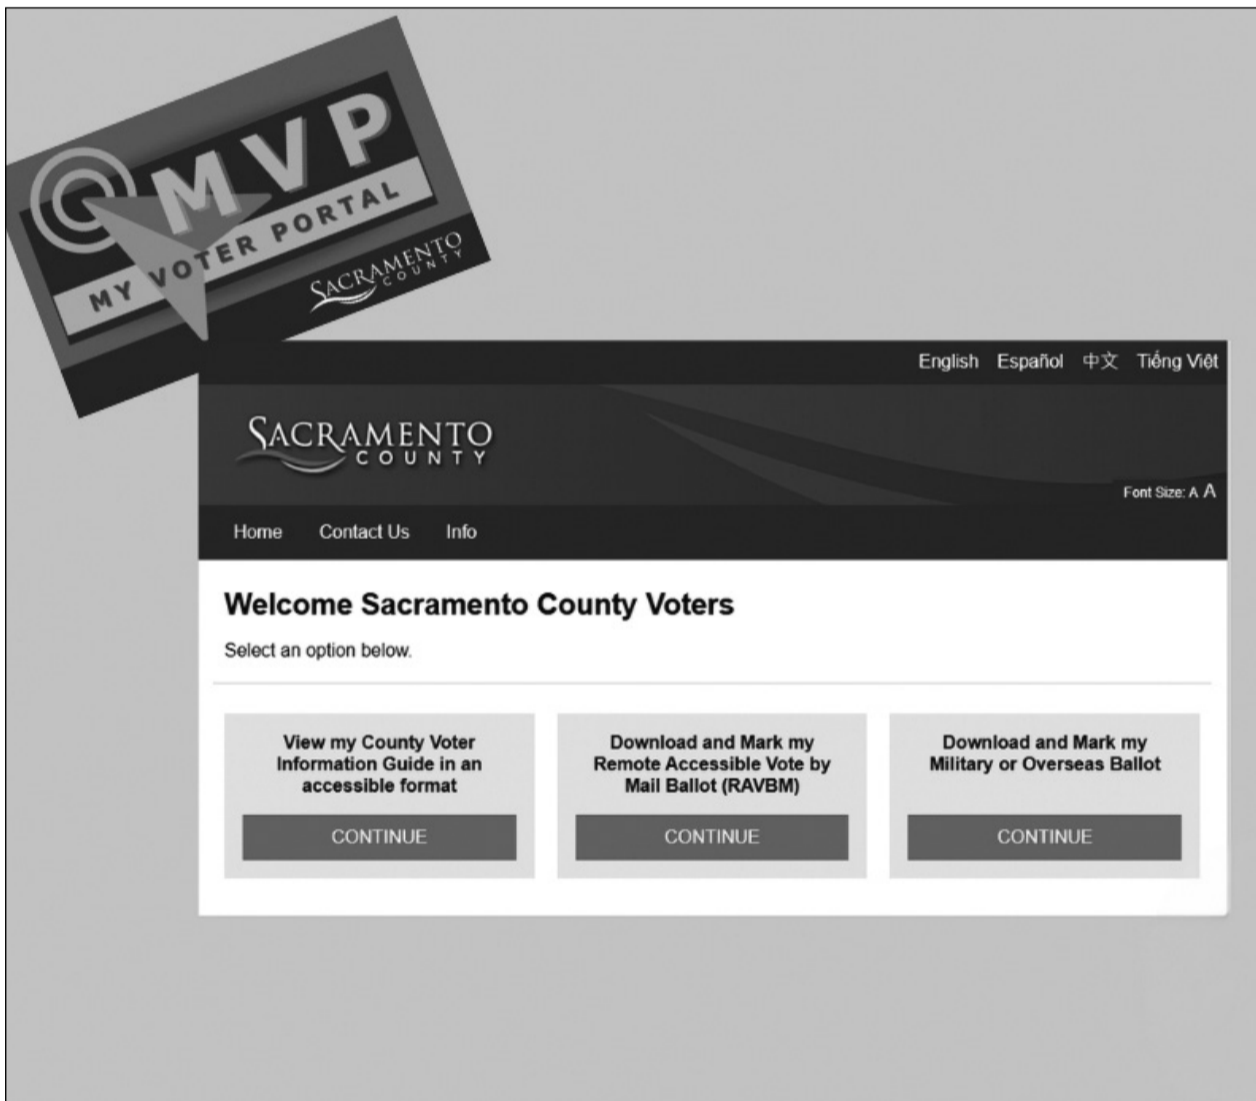 MVP
MY VOTER PORTAL
SACRAMENTO
COUNTY
English Español 中文 Tiếng Việt
SACRAMENTO
COUNTY
Font Size: A A
Home Contact Us Info
Welcome Sacramento County Voters
Select an option below.
View my County Voter
Information Guide in an
accessible format
CONTINUE
Download and Mark my
Remote Accessible Vote by
Mail Ballot (RAVBM)
CONTINUE
Download and Mark my
Military or Overseas Ballot
CONTINUE